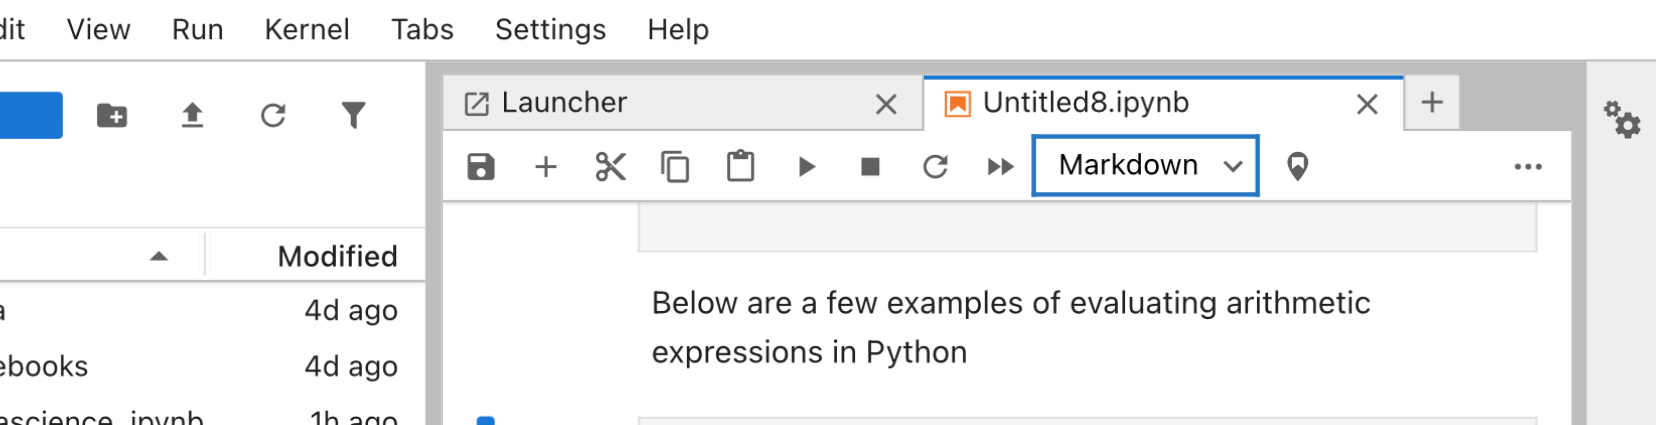 dit View Run Kernel Tabs Settings Help
Launcher
Untitled8.ipynb
Markdown
Modified
a 4d ago
ebooks 4d ago
ascience ipynb 1h ago
Below are a few examples of evaluating arithmetic
expressions in Python